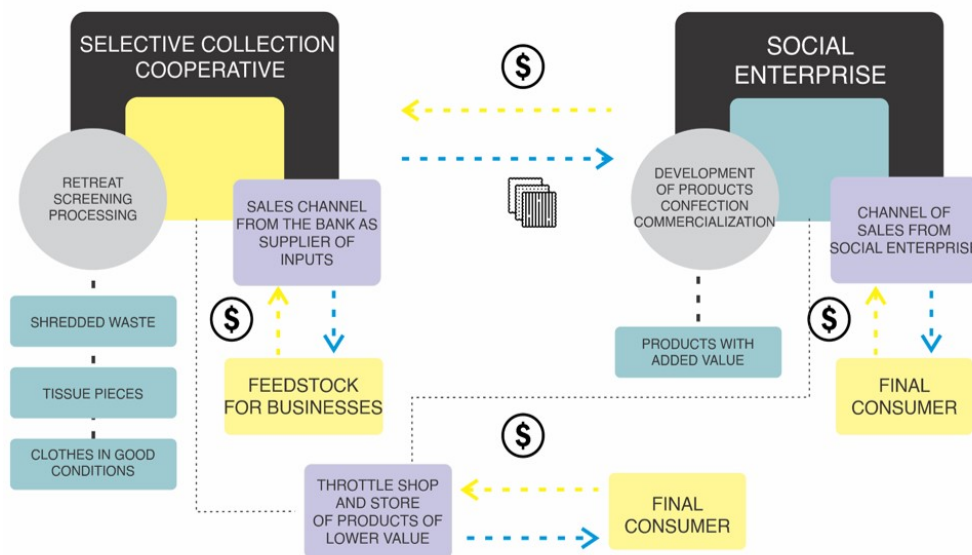 SELECTIVE COLLECTION
COOPERATIVE
SOCIAL
ENTERPRISE
$
RETREAT
SCREENING
PROCESSING
SALES CHANNEL
FROM THE BANK AS
SUPPLIER OF
INPUTS
DEVELOPMENT
OF PRODUCTS
CONFECTION
COMMERCIALIZATION
CHANNEL OF
SALES FROM
SOCIAL ENTERPRISE
SHREDDED WASTE
$
$
PRODUCTS WITH
ADDED VALUE
TISSUE PIECES
FEEDSTOCK
FOR BUSINESSES
FINAL
CONSUMER
CLOTHES IN GOOD
CONDITIONS
$
THROTTLE SHOP
AND STORE
OF PRODUCTS OF
LOWER VALUE
FINAL
CONSUMER